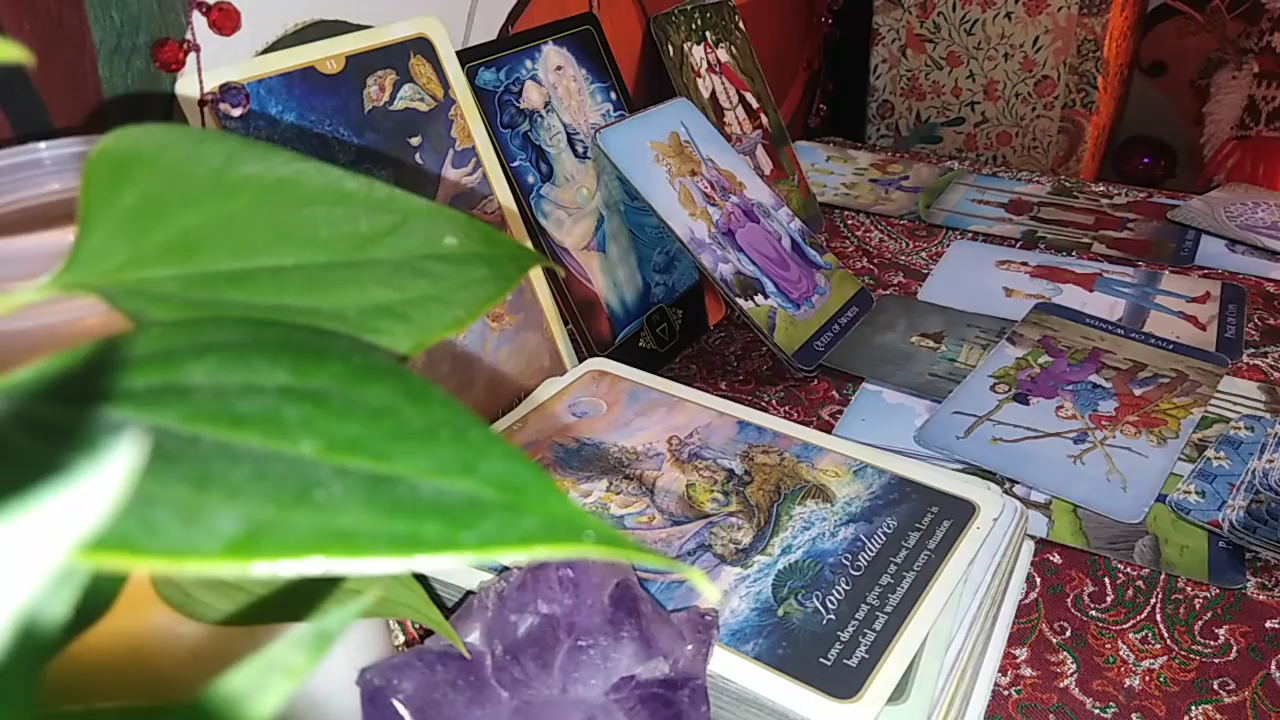 13
QUEEN OF SWORDS
PAGE OF CUPS
FIVE OF WANDS
Love Endures
Love does not give up or lose faith. Love is
hopeful and withstands every situation.